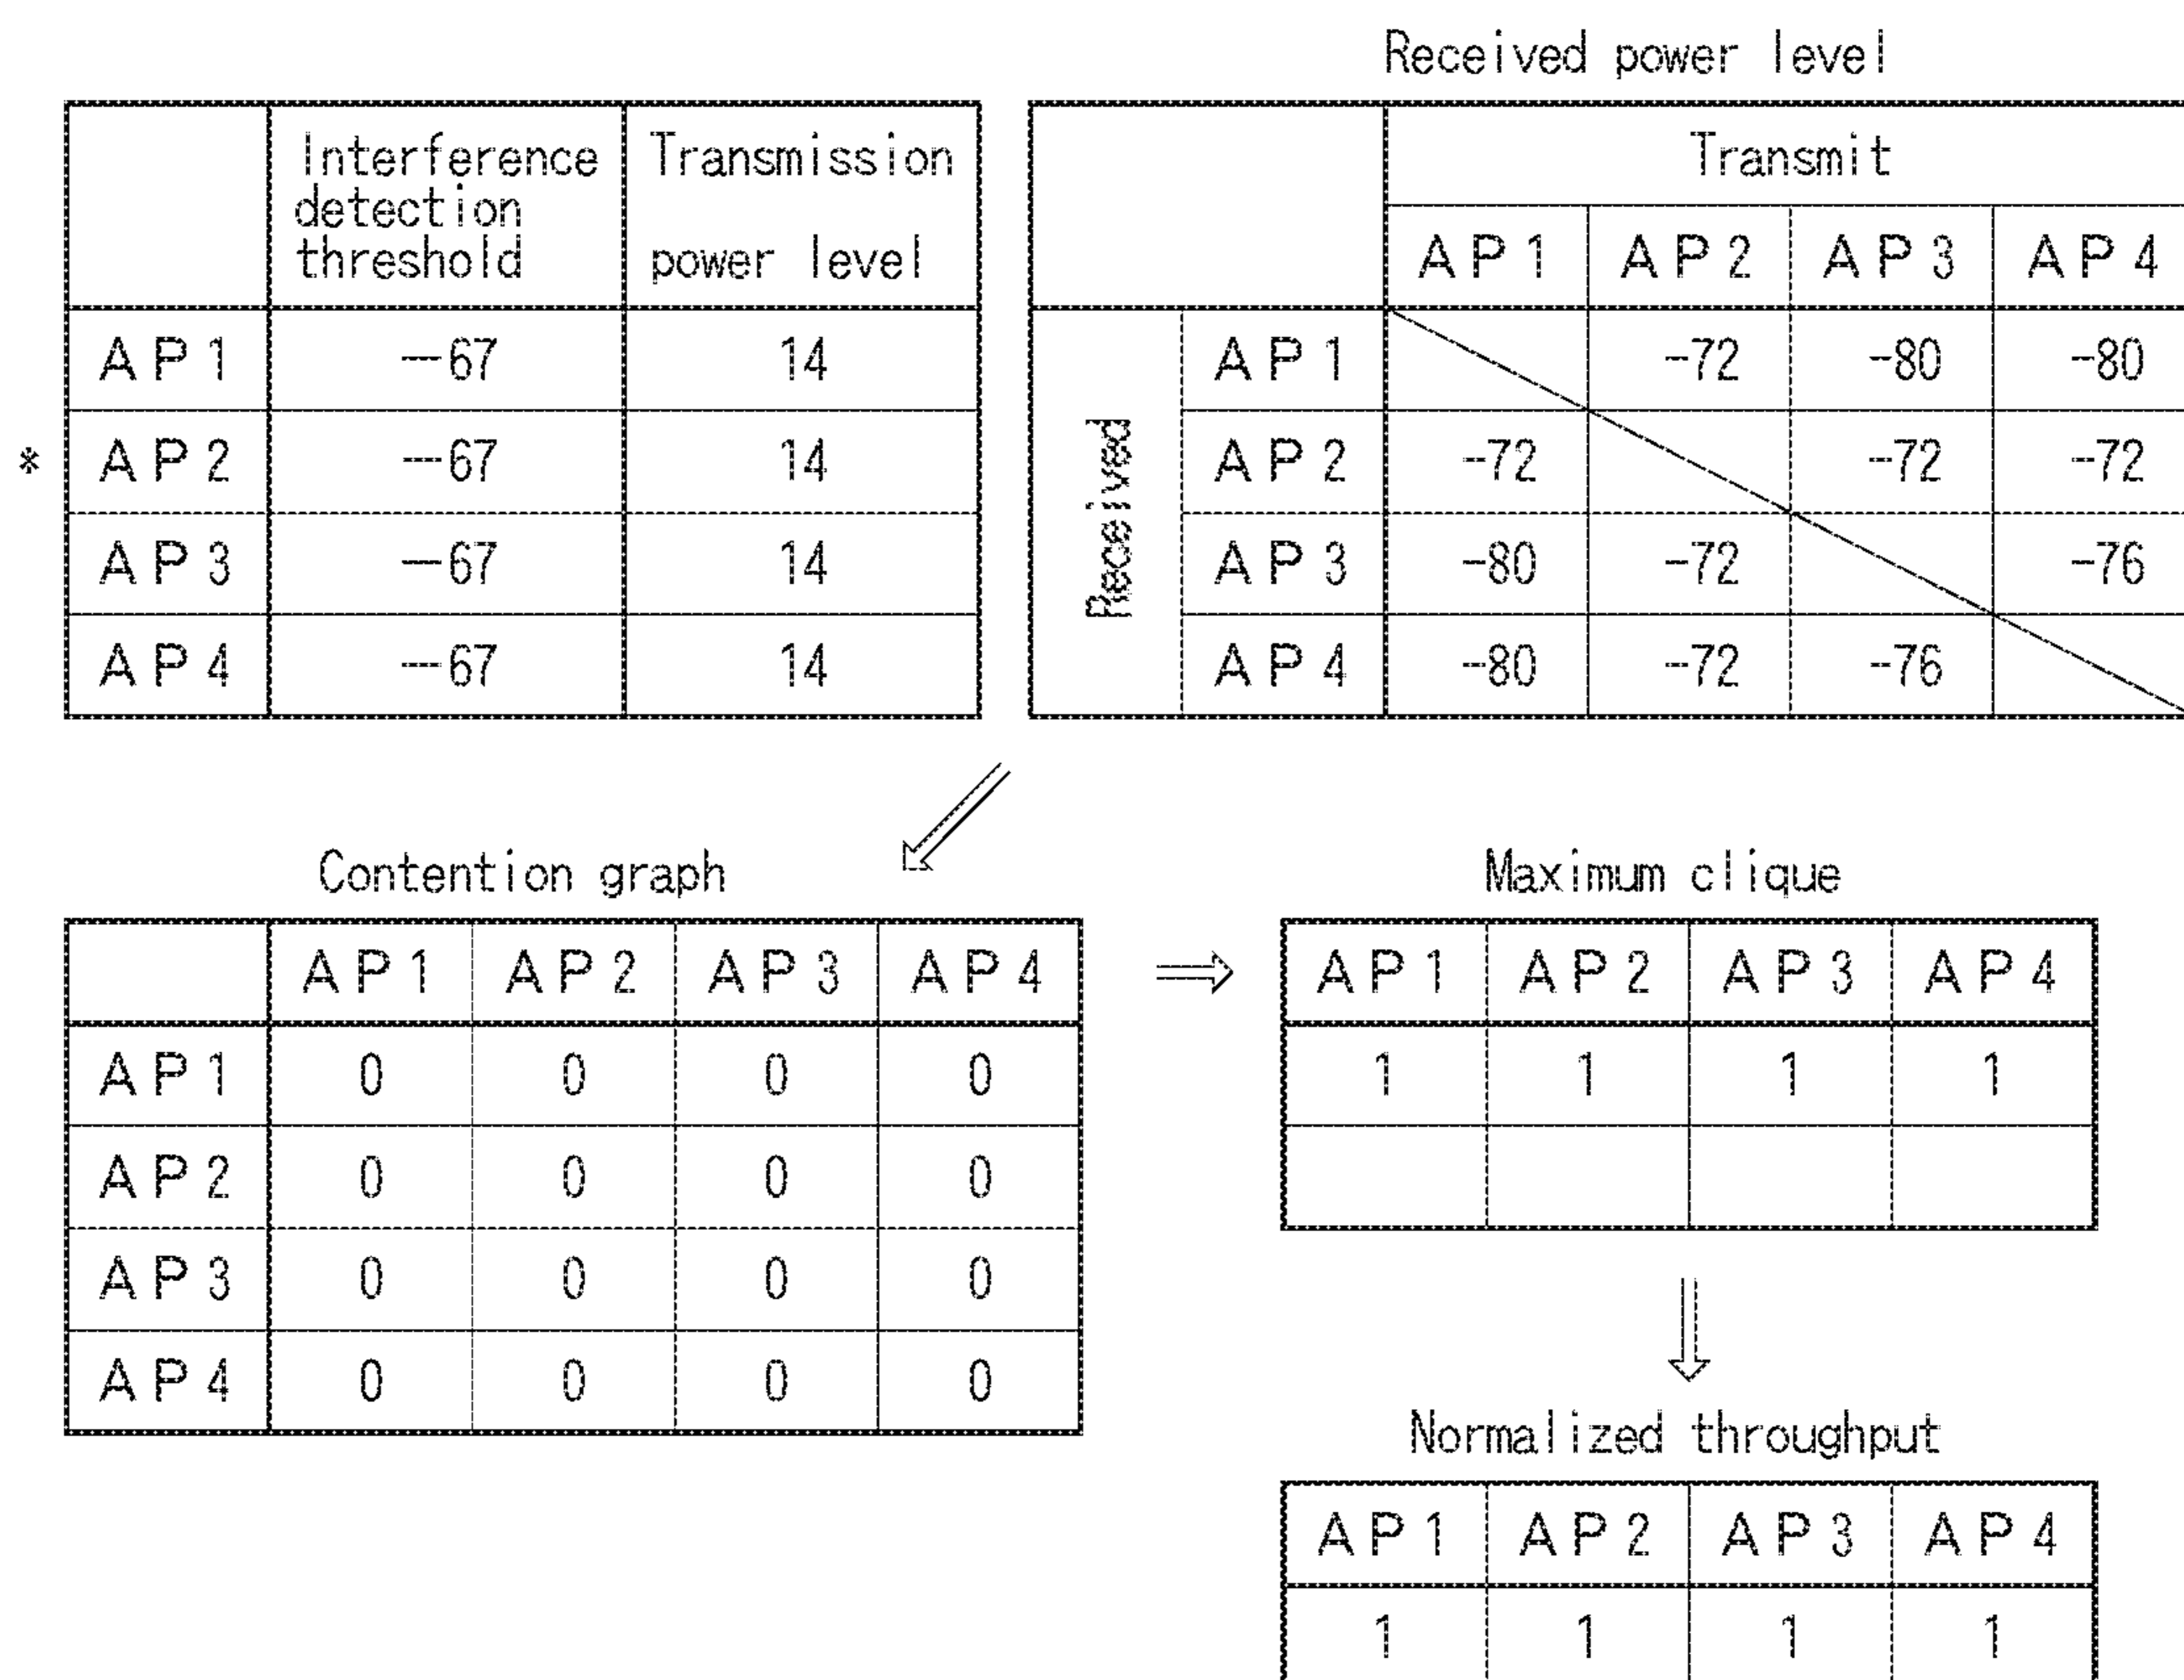 Received power level
Interference detection threshold Transmission power level
AP1 -67 14
* AP2 -67 14
AP3 -67 14
AP4 -67 14
Transmit
AP1 AP2 AP3 AP4
Received
AP1 -72 -80 -80
AP2 -72 -72 -72
AP3 -80 -72 -76
AP4 -80 -72 -76
Contention graph
AP1 AP2 AP3 AP4
AP1 0 0 0 0
AP2 0 0 0 0
AP3 0 0 0 0
AP4 0 0 0 0
Maximum clique
AP1 AP2 AP3 AP4
1 1 1 1
Normalized throughput
AP1 AP2 AP3 AP4
1 1 1 1